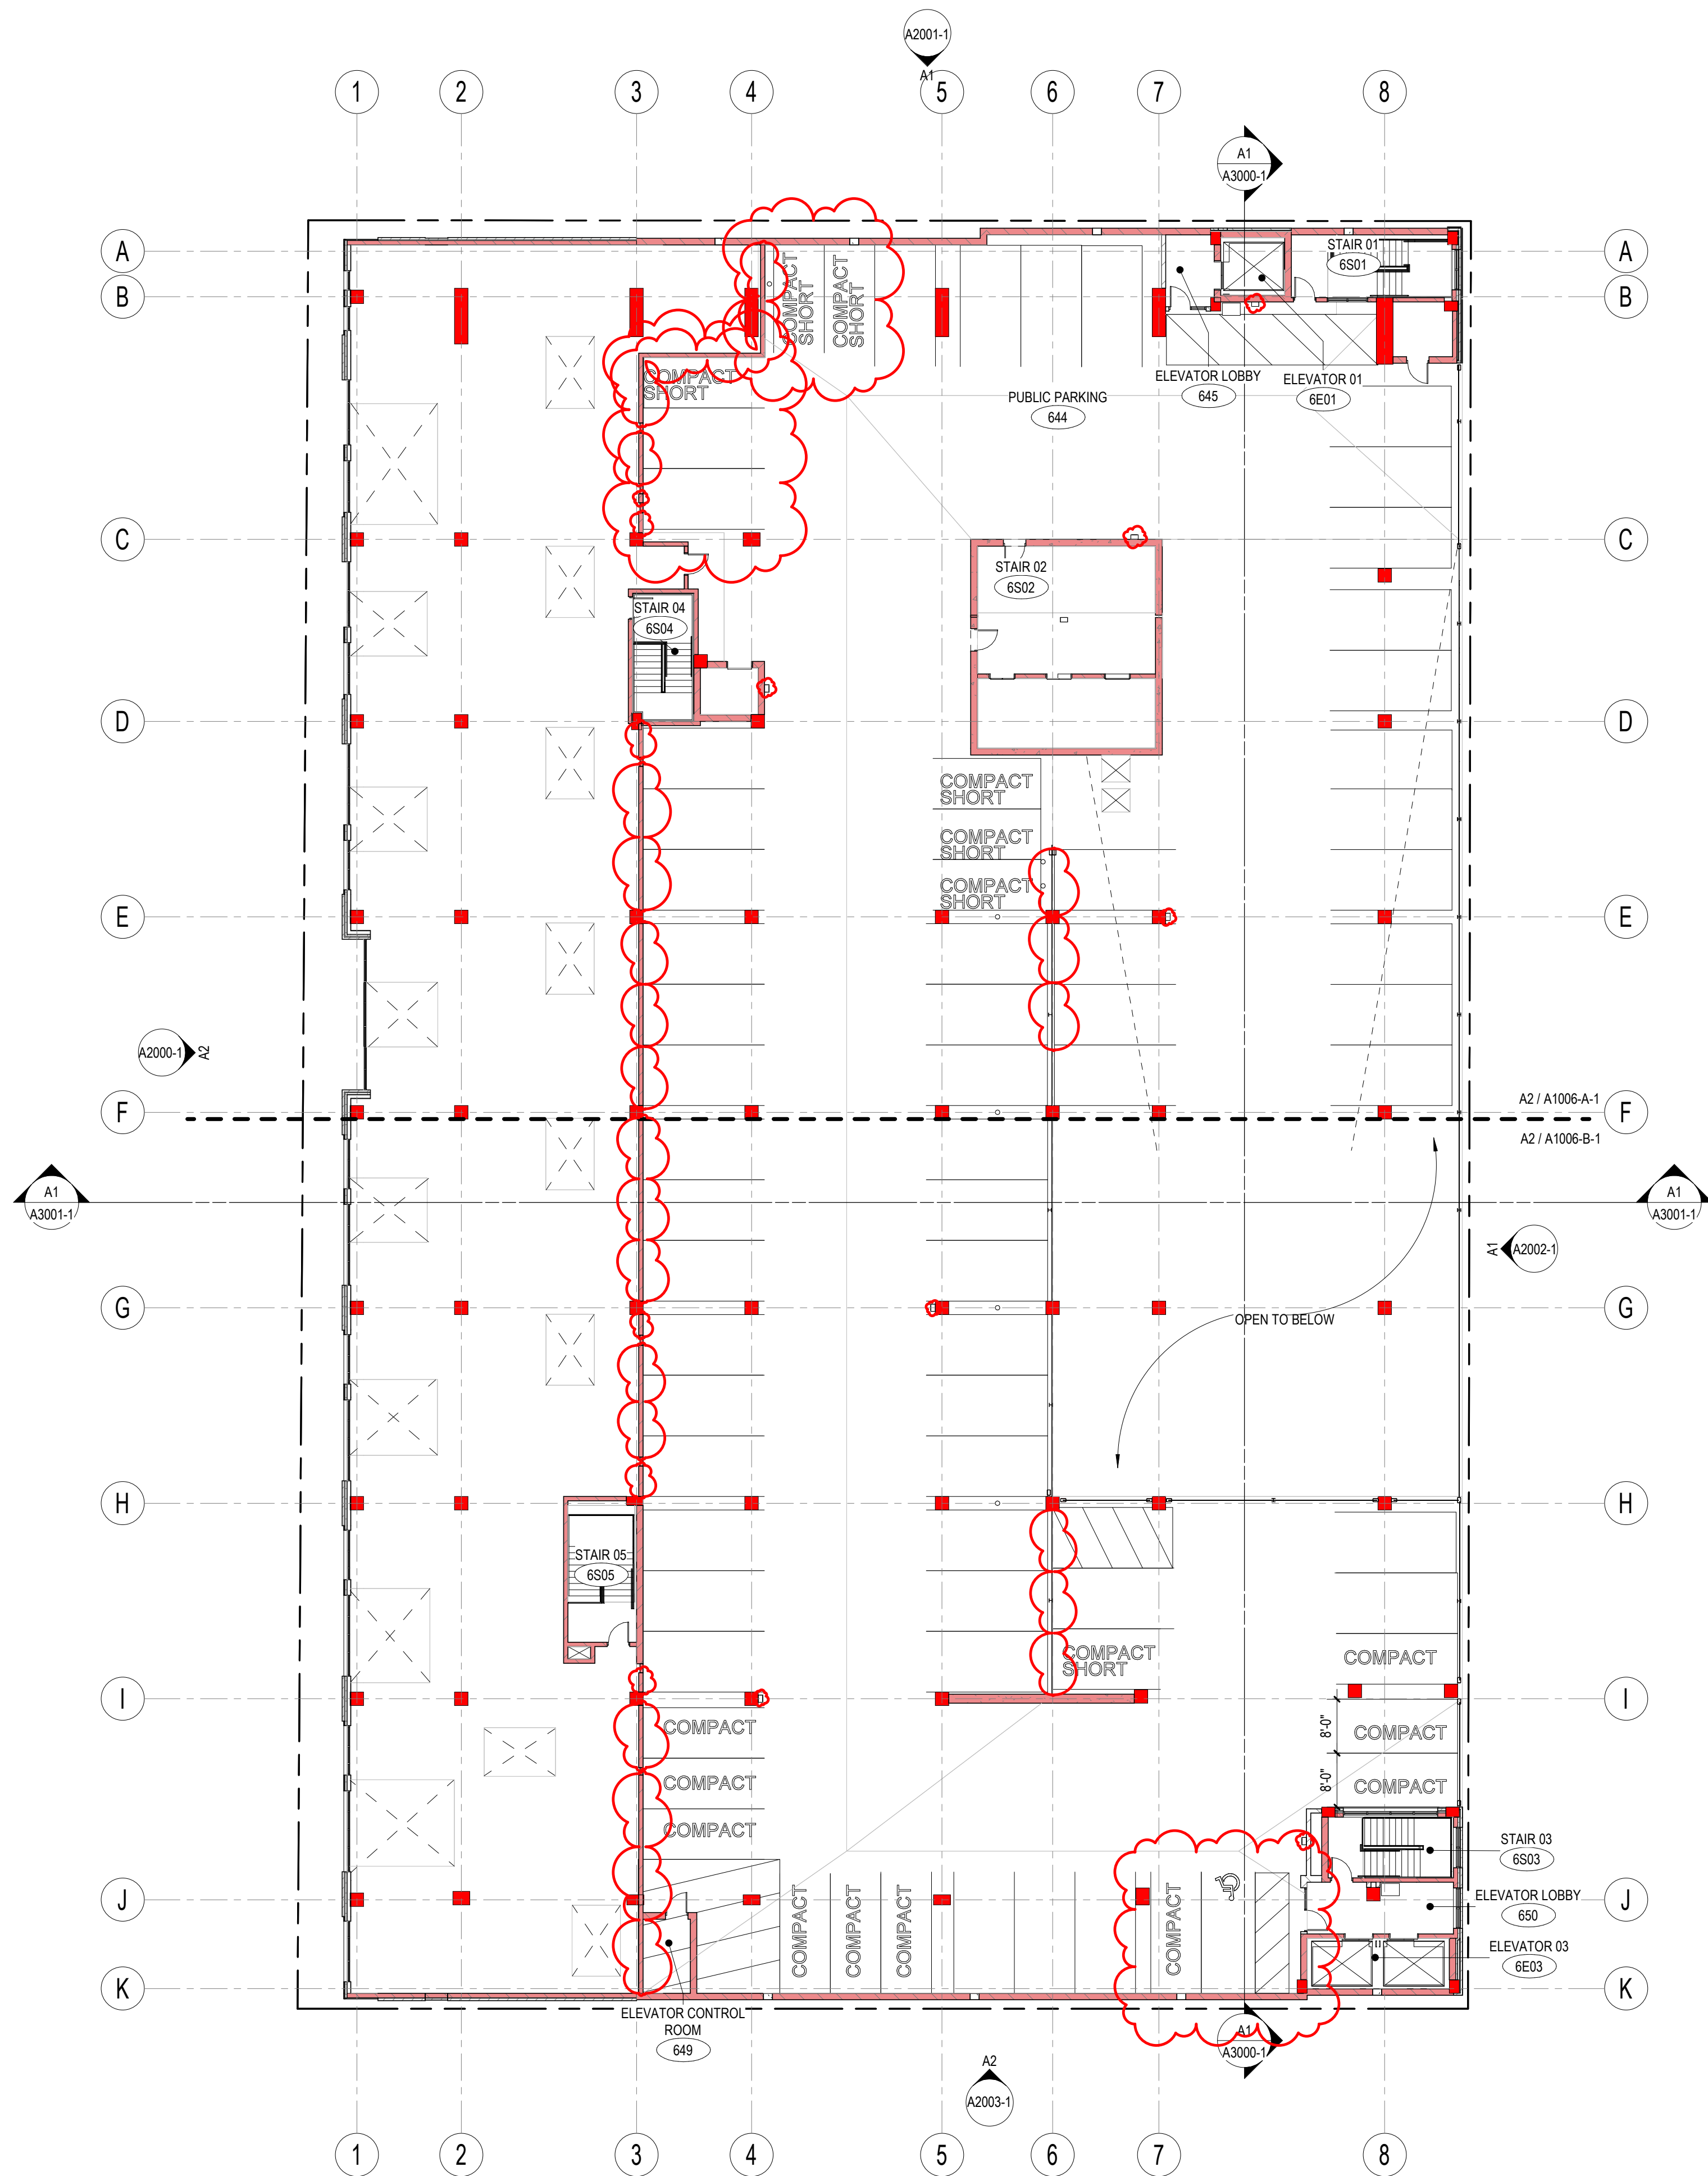 A2001-1
A1
1
2
3
4
5
6
7
8
A1
A3000-1
A
COMPACT
SHORT
COMPACT
SHORT
STAIR 01
6S01
A
B
B
COMPACT
SHORT
ELEVATOR LOBBY
645
ELEVATOR 01
6E01
PUBLIC PARKING
644
C
C
STAIR 02
6S02
STAIR 04
6S04
D
D
COMPACT
SHORT
COMPACT
SHORT
COMPACT
SHORT
E
E
A2000-1
A2
A2 / A1006-A-1
F
F
A2 / A1006-B-1
A1
A3001-1
A1
A3001-1
A1
A2002-1
G
G
OPEN TO BELOW
H
H
STAIR 05
6S05
COMPACT
SHORT
COMPACT
I
I
COMPACT
8'-0"
COMPACT
COMPACT
8'-0"
COMPACT
COMPACT
STAIR 03
6S03
J
COMPACT
COMPACT
COMPACT
COMPACT
ELEVATOR LOBBY
650
J
ELEVATOR 03
6E03
K
K
ELEVATOR CONTROL
ROOM
649
A1
A3000-1
A2
A2003-1
1
2
3
4
5
6
7
8